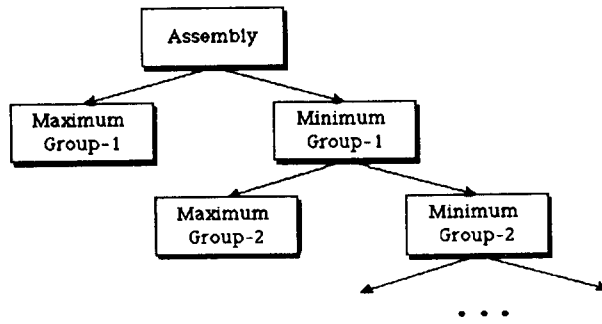 Assembly
Maximum
Group-1
Minimum
Group-1
Maximum
Group-2
Minimum
Group-2
• • •